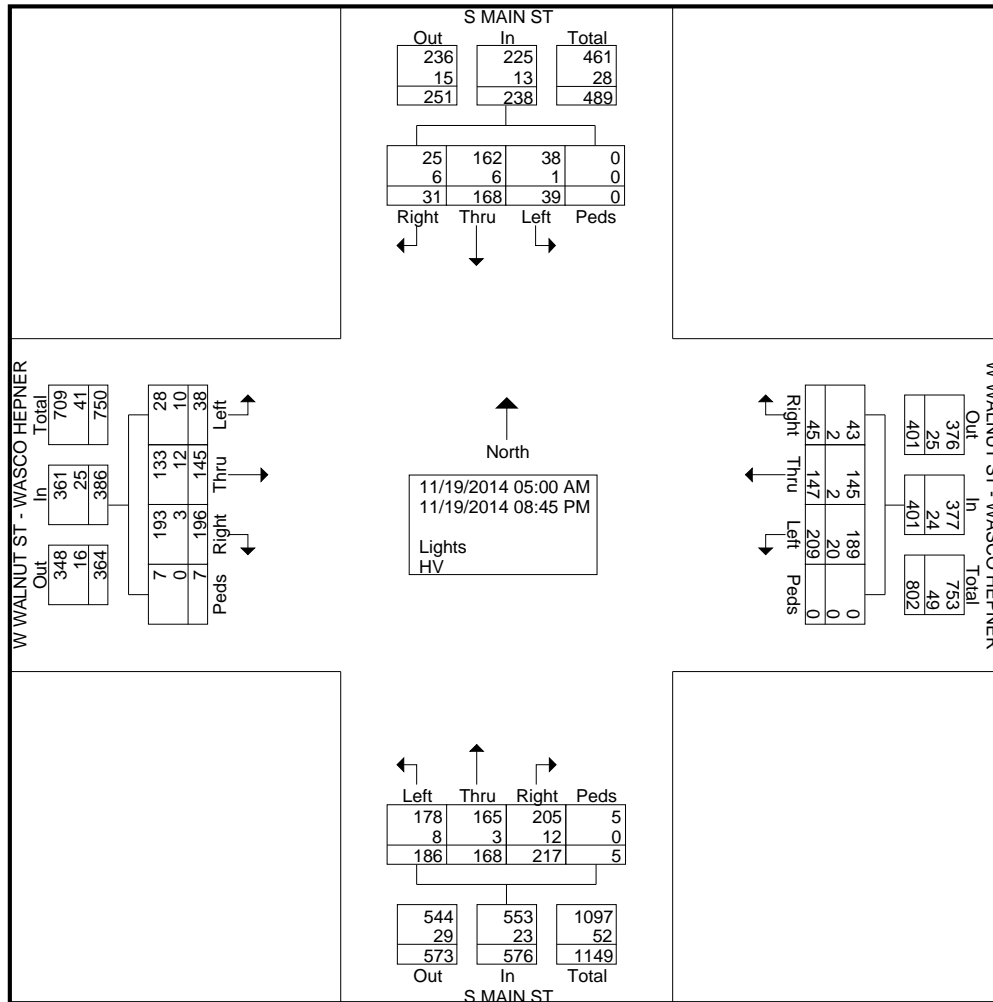 S MAIN ST
Out In Total
236 225 461
15 13 28
251 238 489
25 162 38 0
6 6 1 0
31 168 39 0
Right Thru Left Peds
W WALNUT ST - WASCO HEPNER
Total In Out
709 361 348
41 25 16
750 386 364
28 133 193 7
10 12 3 0
38 145 196 7
Left Thru Right Peds
North
11/19/2014 05:00 AM
11/19/2014 08:45 PM
Lights
HV
W WALNUT ST - WASCO HEPNER
Out In Total
376 377 753
25 24 49
401 401 802
43 145 189 0
2 2 20 0
45 147 209 0
Right Thru Left Peds
Left Thru Right Peds
178 165 205 5
8 3 12 0
186 168 217 5
544 553 1097
29 23 52
573 576 1149
Out In Total
S MAIN ST